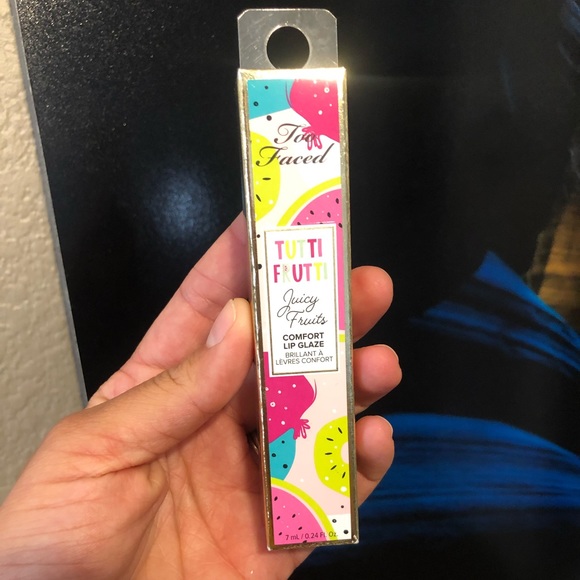 Too
Faced
TUTTI
FRUTTI
Juicy
Fruits
COMFORT
LIP GLAZE
BRILLANT À
LÈVRES CONFORT
7 mL / 0.24 Fl. Oz.